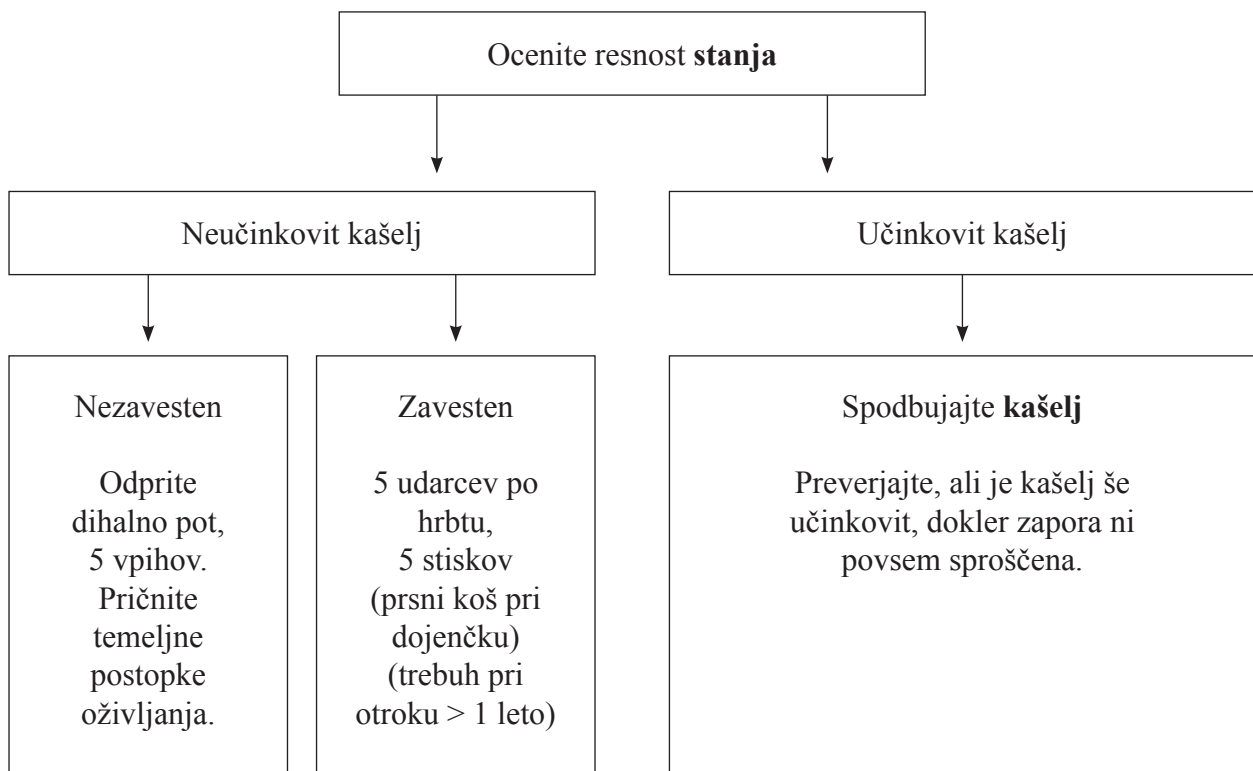 Ocenite resnost stanja
Neučinkovit kašelj
Učinkovit kašelj
Nezavesten
Odprite
dihalno pot,
5 vpihov.
Pričnite
temeljne
postopke
oživljanja.
Zavesten
5 udarcev po
hrbtu,
5 stiskov
(prsni koš pri
dojenčku)
(trebuh pri
otroku > 1 leto)
Spodbujajte kašelj
Preverjajte, ali je kašelj še
učinkovit, dokler zapora ni
povsem sproščena.